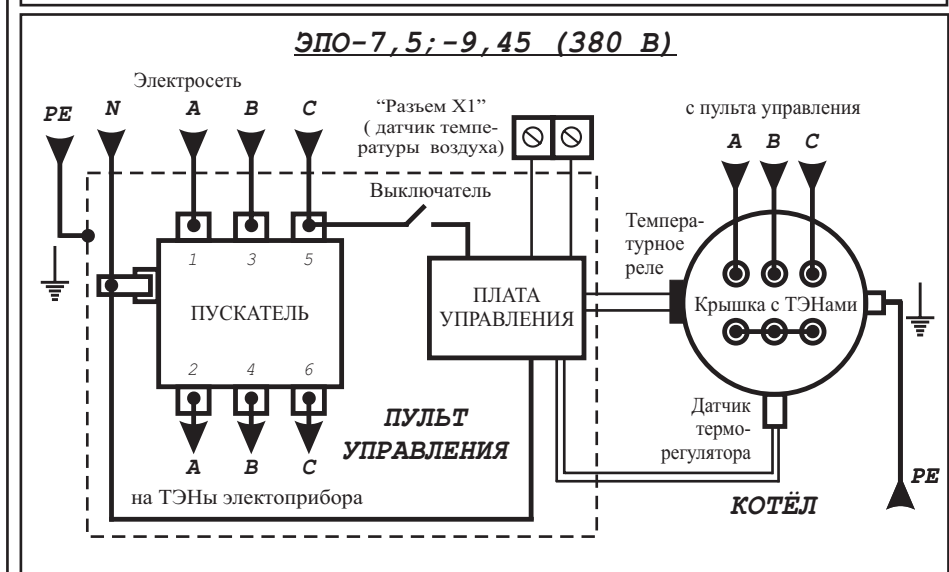 ЭПО-7,5;-9,45 (380 В)
Электросеть
PE N A B C
“Разъем X1”
( датчик темпе-
ратуры воздуха)
с пульта управления
A B C
Выключатель
Темпера-
турное
реле
1 3 5
ПУСКАТЕЛЬ
2 4 6
ПЛАТА
УПРАВЛЕНИЯ
Крышка с ТЭНами
ПУЛЬТ
УПРАВЛЕНИЯ
Датчик
термо-
регулятора
A B C
на ТЭНы электоприбора
PE
КОТЁЛ